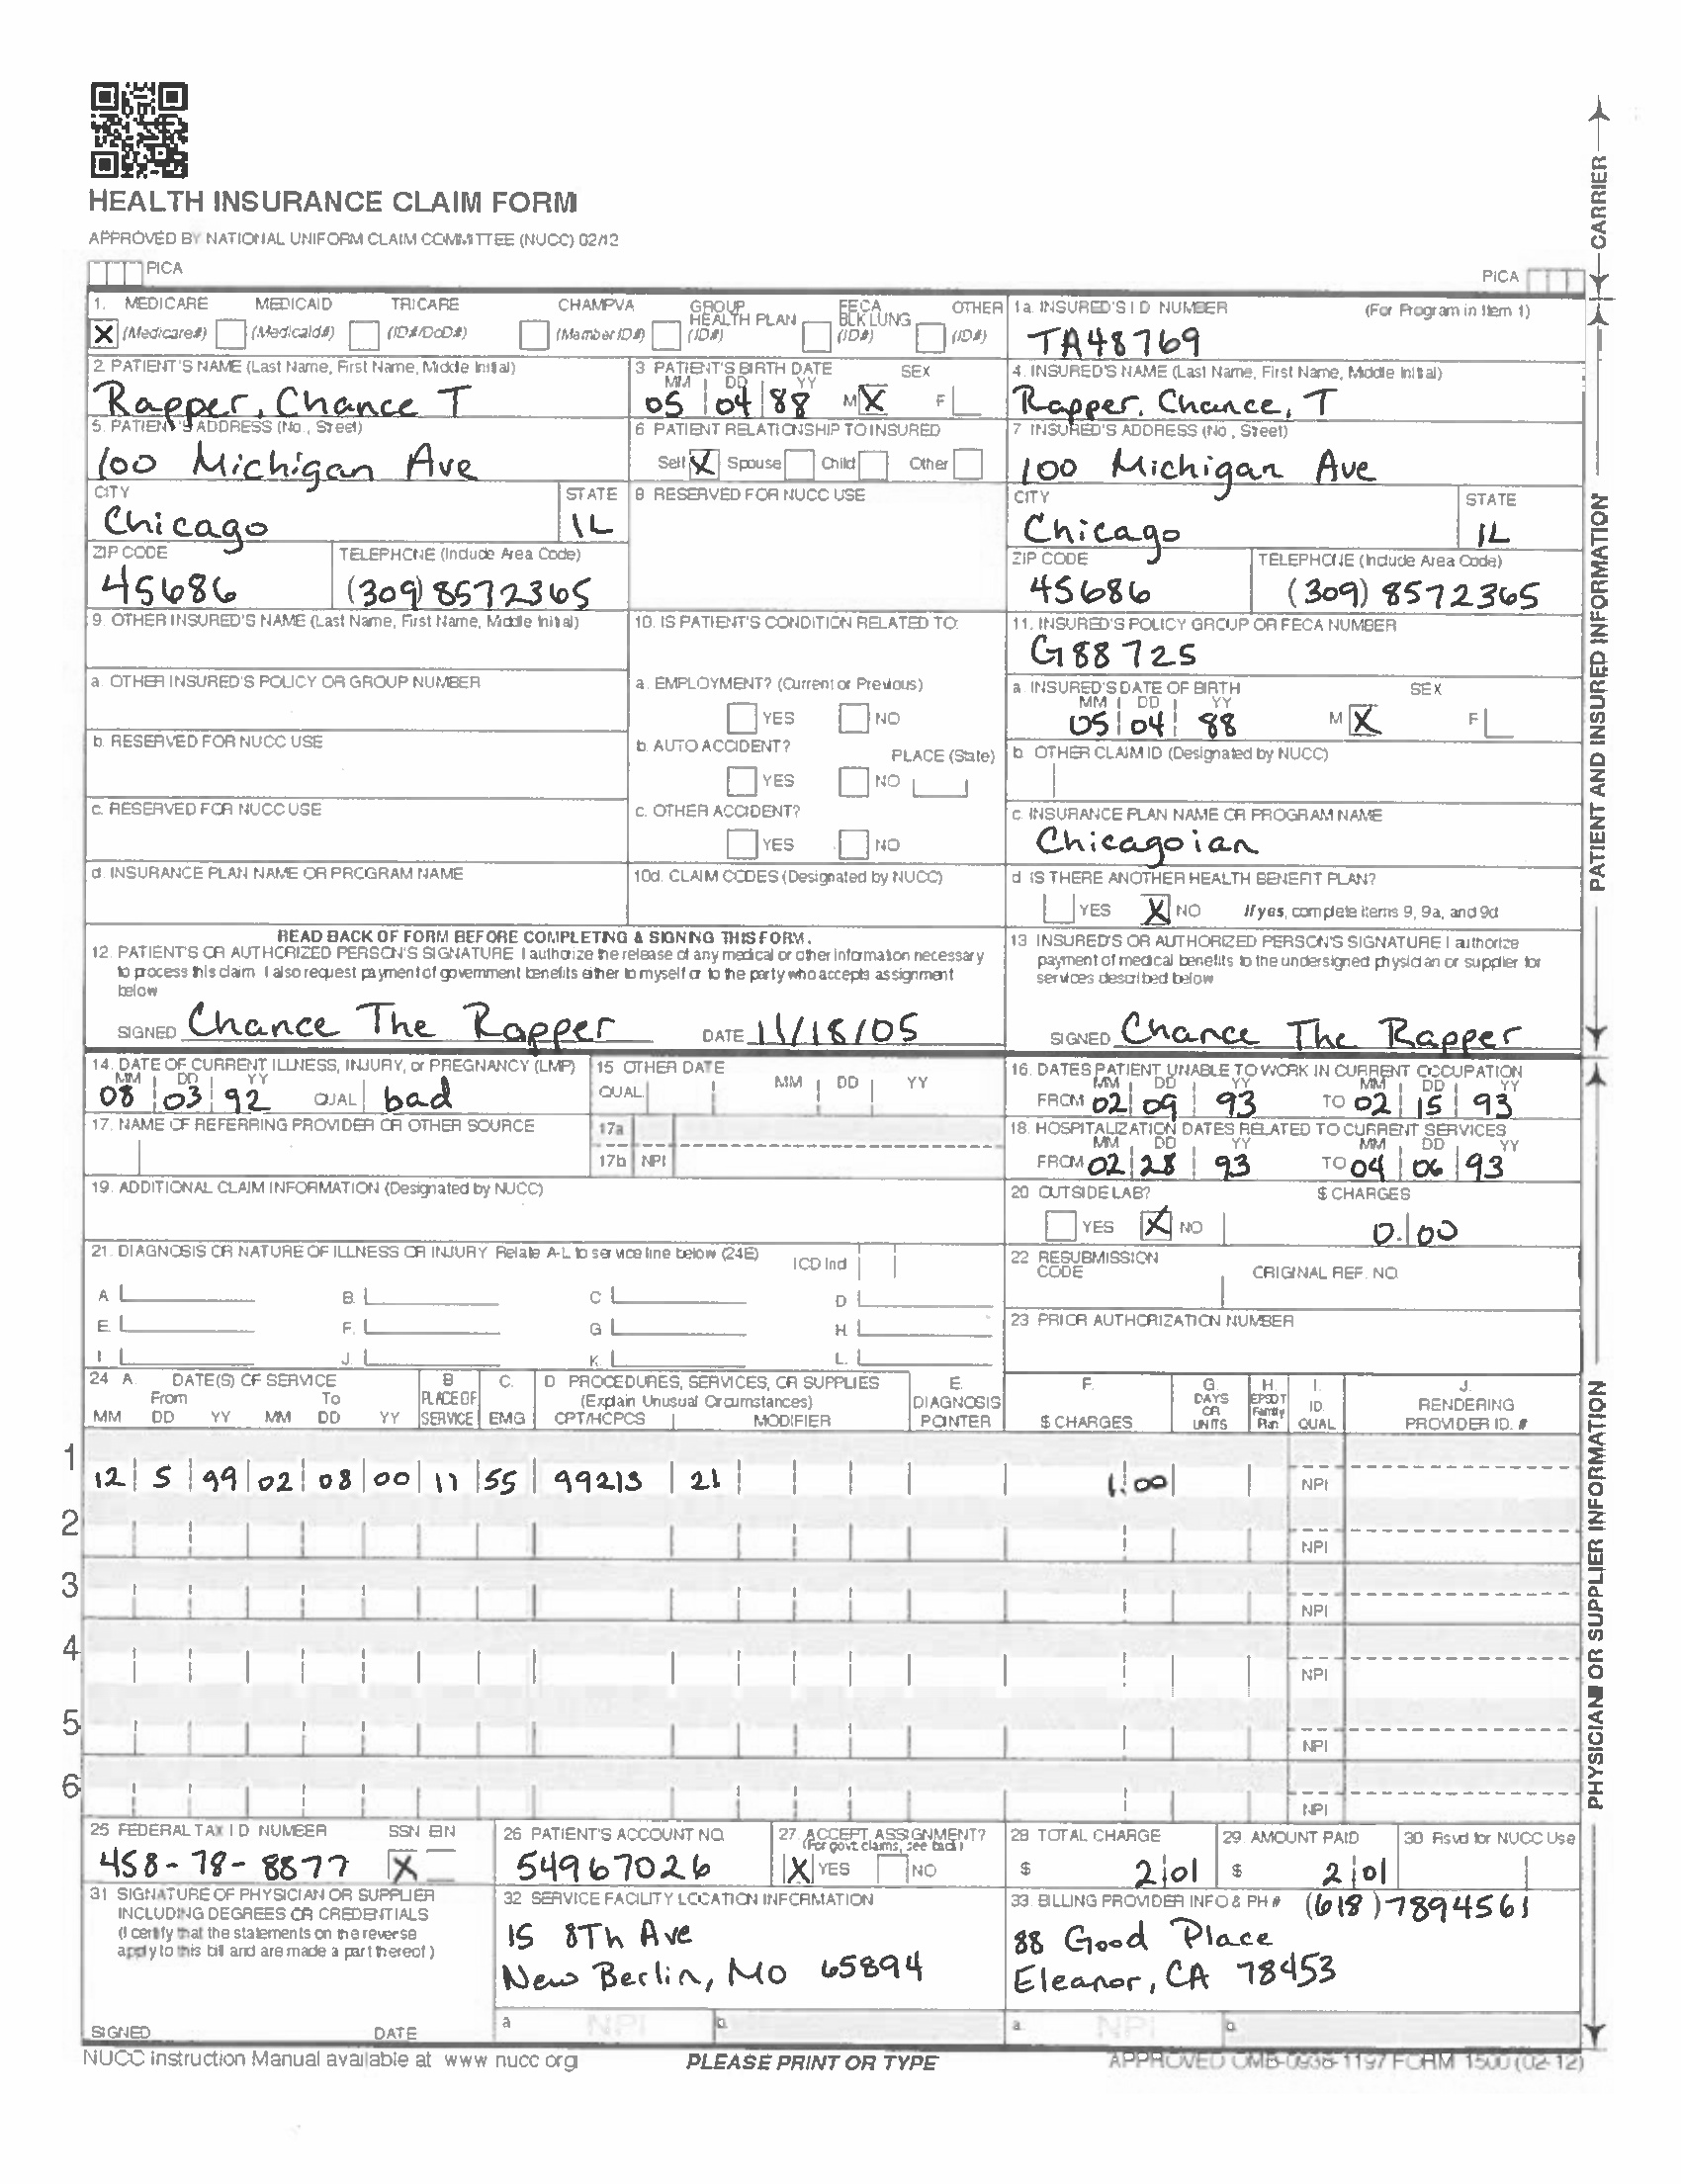 HEALTH INSURANCE CLAIM FORM
APPROVED BY NATIONAL UNIFORM CLAIM COMMITTEE (NUCC) 02/12
PICA
PICA
CARRIER
1. MEDICARE MEDICAID TRICARE CHAMPVA GROUP HEALTH PLAN FECA BLK LUNG OTHER
X (Medicare#) (Medicaid#) (ID#/DoD#) (Member ID#) (ID#) (ID#) (ID#)
1a. INSURED'S I.D. NUMBER (For Program in Item 1)
TA48769
2. PATIENT'S NAME (Last Name, First Name, Middle Initial)
Rapper, Chance T
3. PATIENT'S BIRTH DATE SEX
MM DD YY
05 04 88 M X F
4. INSURED'S NAME (Last Name, First Name, Middle Initial)
Rapper, Chance, T
5. PATIENT'S ADDRESS (No., Street)
100 Michigan Ave
6. PATIENT RELATIONSHIP TO INSURED
Self X Spouse Child Other
7. INSURED'S ADDRESS (No., Street)
100 Michigan Ave
CITY STATE
Chicago IL
8. RESERVED FOR NUCC USE
CITY STATE
Chicago IL
ZIP CODE TELEPHONE (Include Area Code)
45686 (309) 8572365
ZIP CODE TELEPHONE (Include Area Code)
45686 (309) 8572365
9. OTHER INSURED'S NAME (Last Name, First Name, Middle Initial)
10. IS PATIENT'S CONDITION RELATED TO:
11. INSURED'S POLICY GROUP OR FECA NUMBER
G88725
a. OTHER INSURED'S POLICY OR GROUP NUMBER
a. EMPLOYMENT? (Current or Previous)
YES NO
a. INSURED'S DATE OF BIRTH SEX
MM DD YY
05 04 88 M X F
b. RESERVED FOR NUCC USE
b. AUTO ACCIDENT? PLACE (State)
YES NO
b. OTHER CLAIM ID (Designated by NUCC)
c. RESERVED FOR NUCC USE
c. OTHER ACCIDENT?
YES NO
c. INSURANCE PLAN NAME OR PROGRAM NAME
Chicagoian
d. INSURANCE PLAN NAME OR PROGRAM NAME
10d. CLAIM CODES (Designated by NUCC)
d. IS THERE ANOTHER HEALTH BENEFIT PLAN?
YES X NO If yes, complete items 9, 9a, and 9d
READ BACK OF FORM BEFORE COMPLETING & SIGNING THIS FORM.
12. PATIENT'S OR AUTHORIZED PERSON'S SIGNATURE I authorize the release of any medical or other information necessary
to process this claim. I also request payment of government benefits either to myself or to the party who accepts assignment
below
SIGNED Chance The Rapper DATE 11/18/05
13. INSURED'S OR AUTHORIZED PERSON'S SIGNATURE I authorize
payment of medical benefits to the undersigned physician or supplier for
services described below
SIGNED Chance The Rapper
PATIENT AND INSURED INFORMATION
14. DATE OF CURRENT ILLNESS, INJURY, or PREGNANCY (LMP)
MM DD YY
08 03 92 QUAL bad
15. OTHER DATE
QUAL MM DD YY
16. DATES PATIENT UNABLE TO WORK IN CURRENT OCCUPATION
MM DD YY MM DD YY
FROM 02 09 93 TO 02 15 93
17. NAME OF REFERRING PROVIDER OR OTHER SOURCE
17a
17b NPI
18. HOSPITALIZATION DATES RELATED TO CURRENT SERVICES
MM DD YY MM DD YY
FROM 02 28 93 TO 04 06 93
19. ADDITIONAL CLAIM INFORMATION (Designated by NUCC)
20. OUTSIDE LAB? $ CHARGES
YES X NO 0.00
21. DIAGNOSIS OR NATURE OF ILLNESS OR INJURY Relate A-L to service line below (24E) ICD Ind
A. B. C. D.
E. F. G. H.
I. J. K. L.
22. RESUBMISSION CODE ORIGINAL REF. NO.
23. PRIOR AUTHORIZATION NUMBER
24. A. DATE(S) OF SERVICE B. C. D. PROCEDURES, SERVICES, OR SUPPLIES E. F. G. H. I. J.
From To PLACE OF (Explain Unusual Circumstances) DIAGNOSIS DAYS OR EPSDT Family ID. RENDERING
MM DD YY MM DD YY SERVICE EMG CPT/HCPCS MODIFIER POINTER $ CHARGES UNITS Plan QUAL. PROVIDER ID. #
1 12 5 99 02 08 00 11 55 99213 21 1.00 NPI
2 NPI
3 NPI
4 NPI
5 NPI
6 NPI
PHYSICIAN OR SUPPLIER INFORMATION
25. FEDERAL TAX I.D. NUMBER SSN EIN
458-78-8877 X
26. PATIENT'S ACCOUNT NO.
54967026
27. ACCEPT ASSIGNMENT?
(For govt. claims, see back)
X YES NO
28. TOTAL CHARGE
$ 2 01
29. AMOUNT PAID
$ 2 01
30. Rsvd for NUCC Use
31. SIGNATURE OF PHYSICIAN OR SUPPLIER
INCLUDING DEGREES OR CREDENTIALS
(I certify that the statements on the reverse
apply to this bill and are made a part thereof.)
SIGNED DATE
32. SERVICE FACILITY LOCATION INFORMATION
15 8Th Ave
New Berlin, MO 65894
a. NPI b.
33. BILLING PROVIDER INFO & PH # (618) 7894561
88 Good Place
Eleanor, CA 78453
a. NPI b.
NUCC Instruction Manual available at www nucc org
PLEASE PRINT OR TYPE
APPROVED OMB-0938-1197 FORM 1500 (02-12)